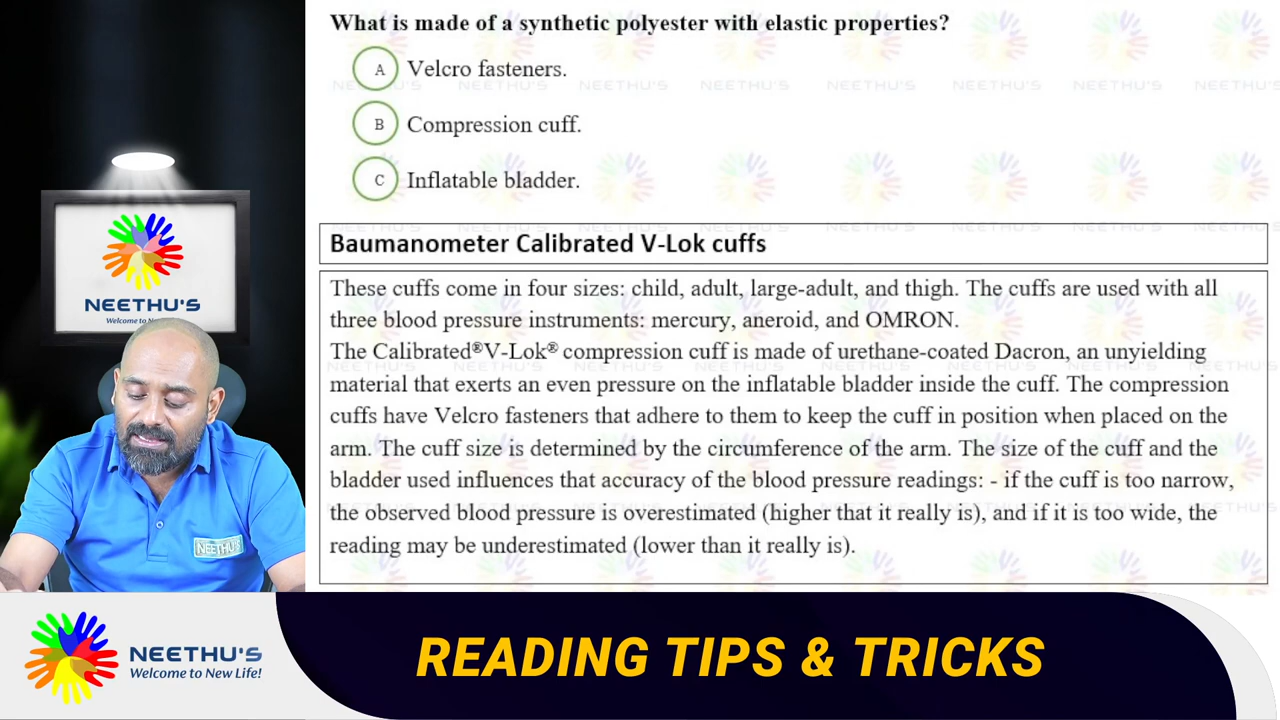 What is made of a synthetic polyester with elastic properties?
A Velcro fasteners.
B Compression cuff.
C Inflatable bladder.
Baumanometer Calibrated V-Lok cuffs
These cuffs come in four sizes: child, adult, large-adult, and thigh. The cuffs are used with all
three blood pressure instruments: mercury, aneroid, and OMRON.
The Calibrated®V-Lok® compression cuff is made of urethane-coated Dacron, an unyielding
material that exerts an even pressure on the inflatable bladder inside the cuff. The compression
cuffs have Velcro fasteners that adhere to them to keep the cuff in position when placed on the
arm. The cuff size is determined by the circumference of the arm. The size of the cuff and the
bladder used influences that accuracy of the blood pressure readings: - if the cuff is too narrow,
the observed blood pressure is overestimated (higher that it really is), and if it is too wide, the
reading may be underestimated (lower than it really is).
NEETHU'S
Welcome to
NEETHU'S
NEETHU'S
Welcome to New Life!
READING TIPS & TRICKS